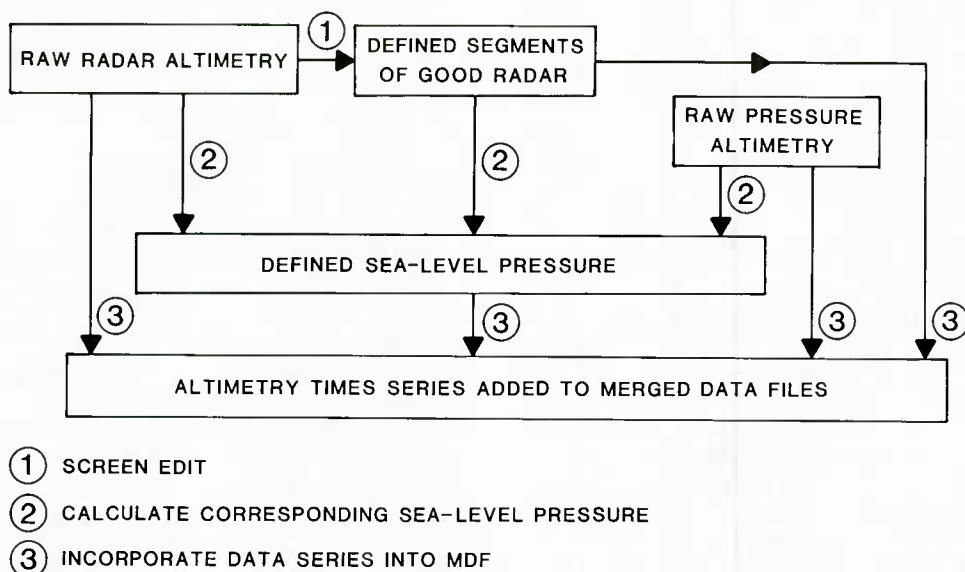 ①
RAW RADAR ALTIMETRY
DEFINED SEGMENTS
OF GOOD RADAR
RAW PRESSURE
ALTIMETRY
②
②
②
DEFINED SEA-LEVEL PRESSURE
③
③
③
③
ALTIMETRY TIMES SERIES ADDED TO MERGED DATA FILES
① SCREEN EDIT
② CALCULATE CORRESPONDING SEA-LEVEL PRESSURE
③ INCORPORATE DATA SERIES INTO MDF